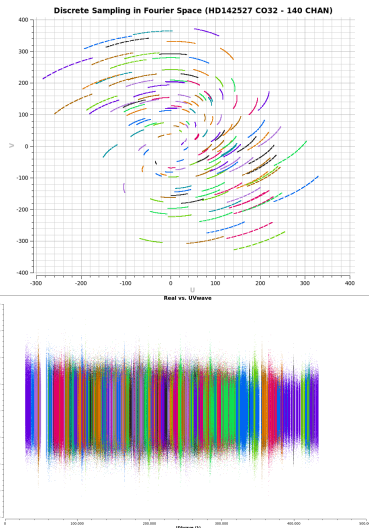 Discrete Sampling in Fourier Space (HD142527 CO32 - 140 CHAN)
400
300
200
100
0
-100
-200
-300
-400
V
-300 -200 -100 0 100 200 300 400
U
Real vs. UVwave
0 100,000 200,000 300,000 400,000